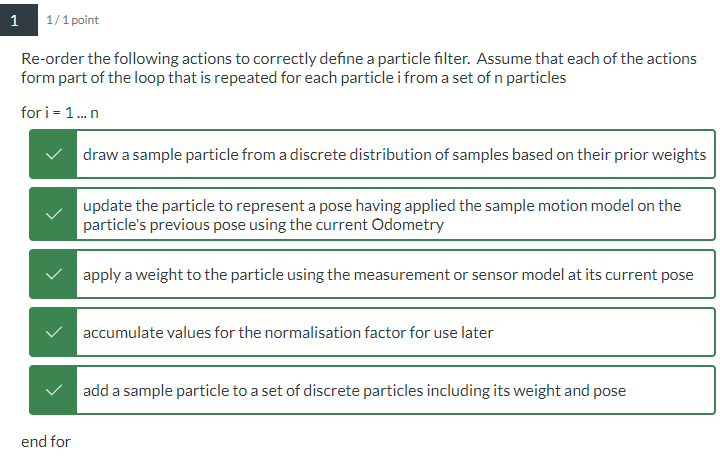 1
1 / 1 point
Re-order the following actions to correctly define a particle filter. Assume that each of the actions
form part of the loop that is repeated for each particle i from a set of n particles
for i = 1 ... n
draw a sample particle from a discrete distribution of samples based on their prior weights
update the particle to represent a pose having applied the sample motion model on the
particle's previous pose using the current Odometry
apply a weight to the particle using the measurement or sensor model at its current pose
accumulate values for the normalisation factor for use later
add a sample particle to a set of discrete particles including its weight and pose
end for